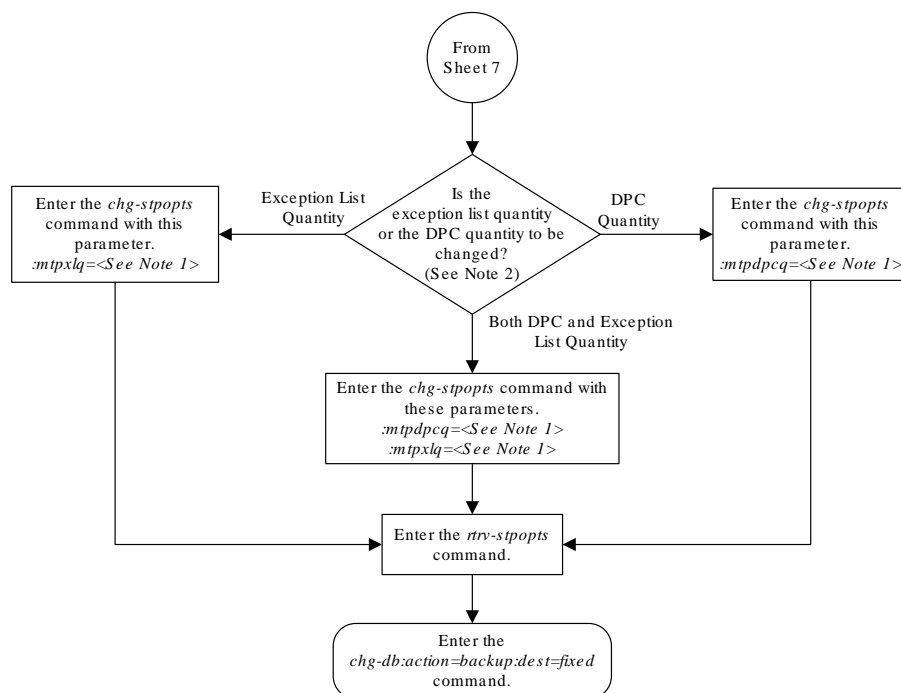 From
Sheet 7
Is the
exception list quantity
or the DPC quantity to be
changed?
(See Note 2)
Exception List
Quantity
DPC
Quantity
Enter the chg-stpopts
command with this
parameter.
:mtpxlq=<See Note 1>
Enter the chg-stpopts
command with this
parameter.
:mtpdpcq=<See Note 1>
Both DPC and Exception
List Quantity
Enter the chg-stpopts command with
these parameters.
:mtpdpcq=<See Note 1>
:mtpxlq=<See Note 1>
Enter the rtrv-stpopts
command.
Enter the
chg-db:action=backup:dest=fixed
command.